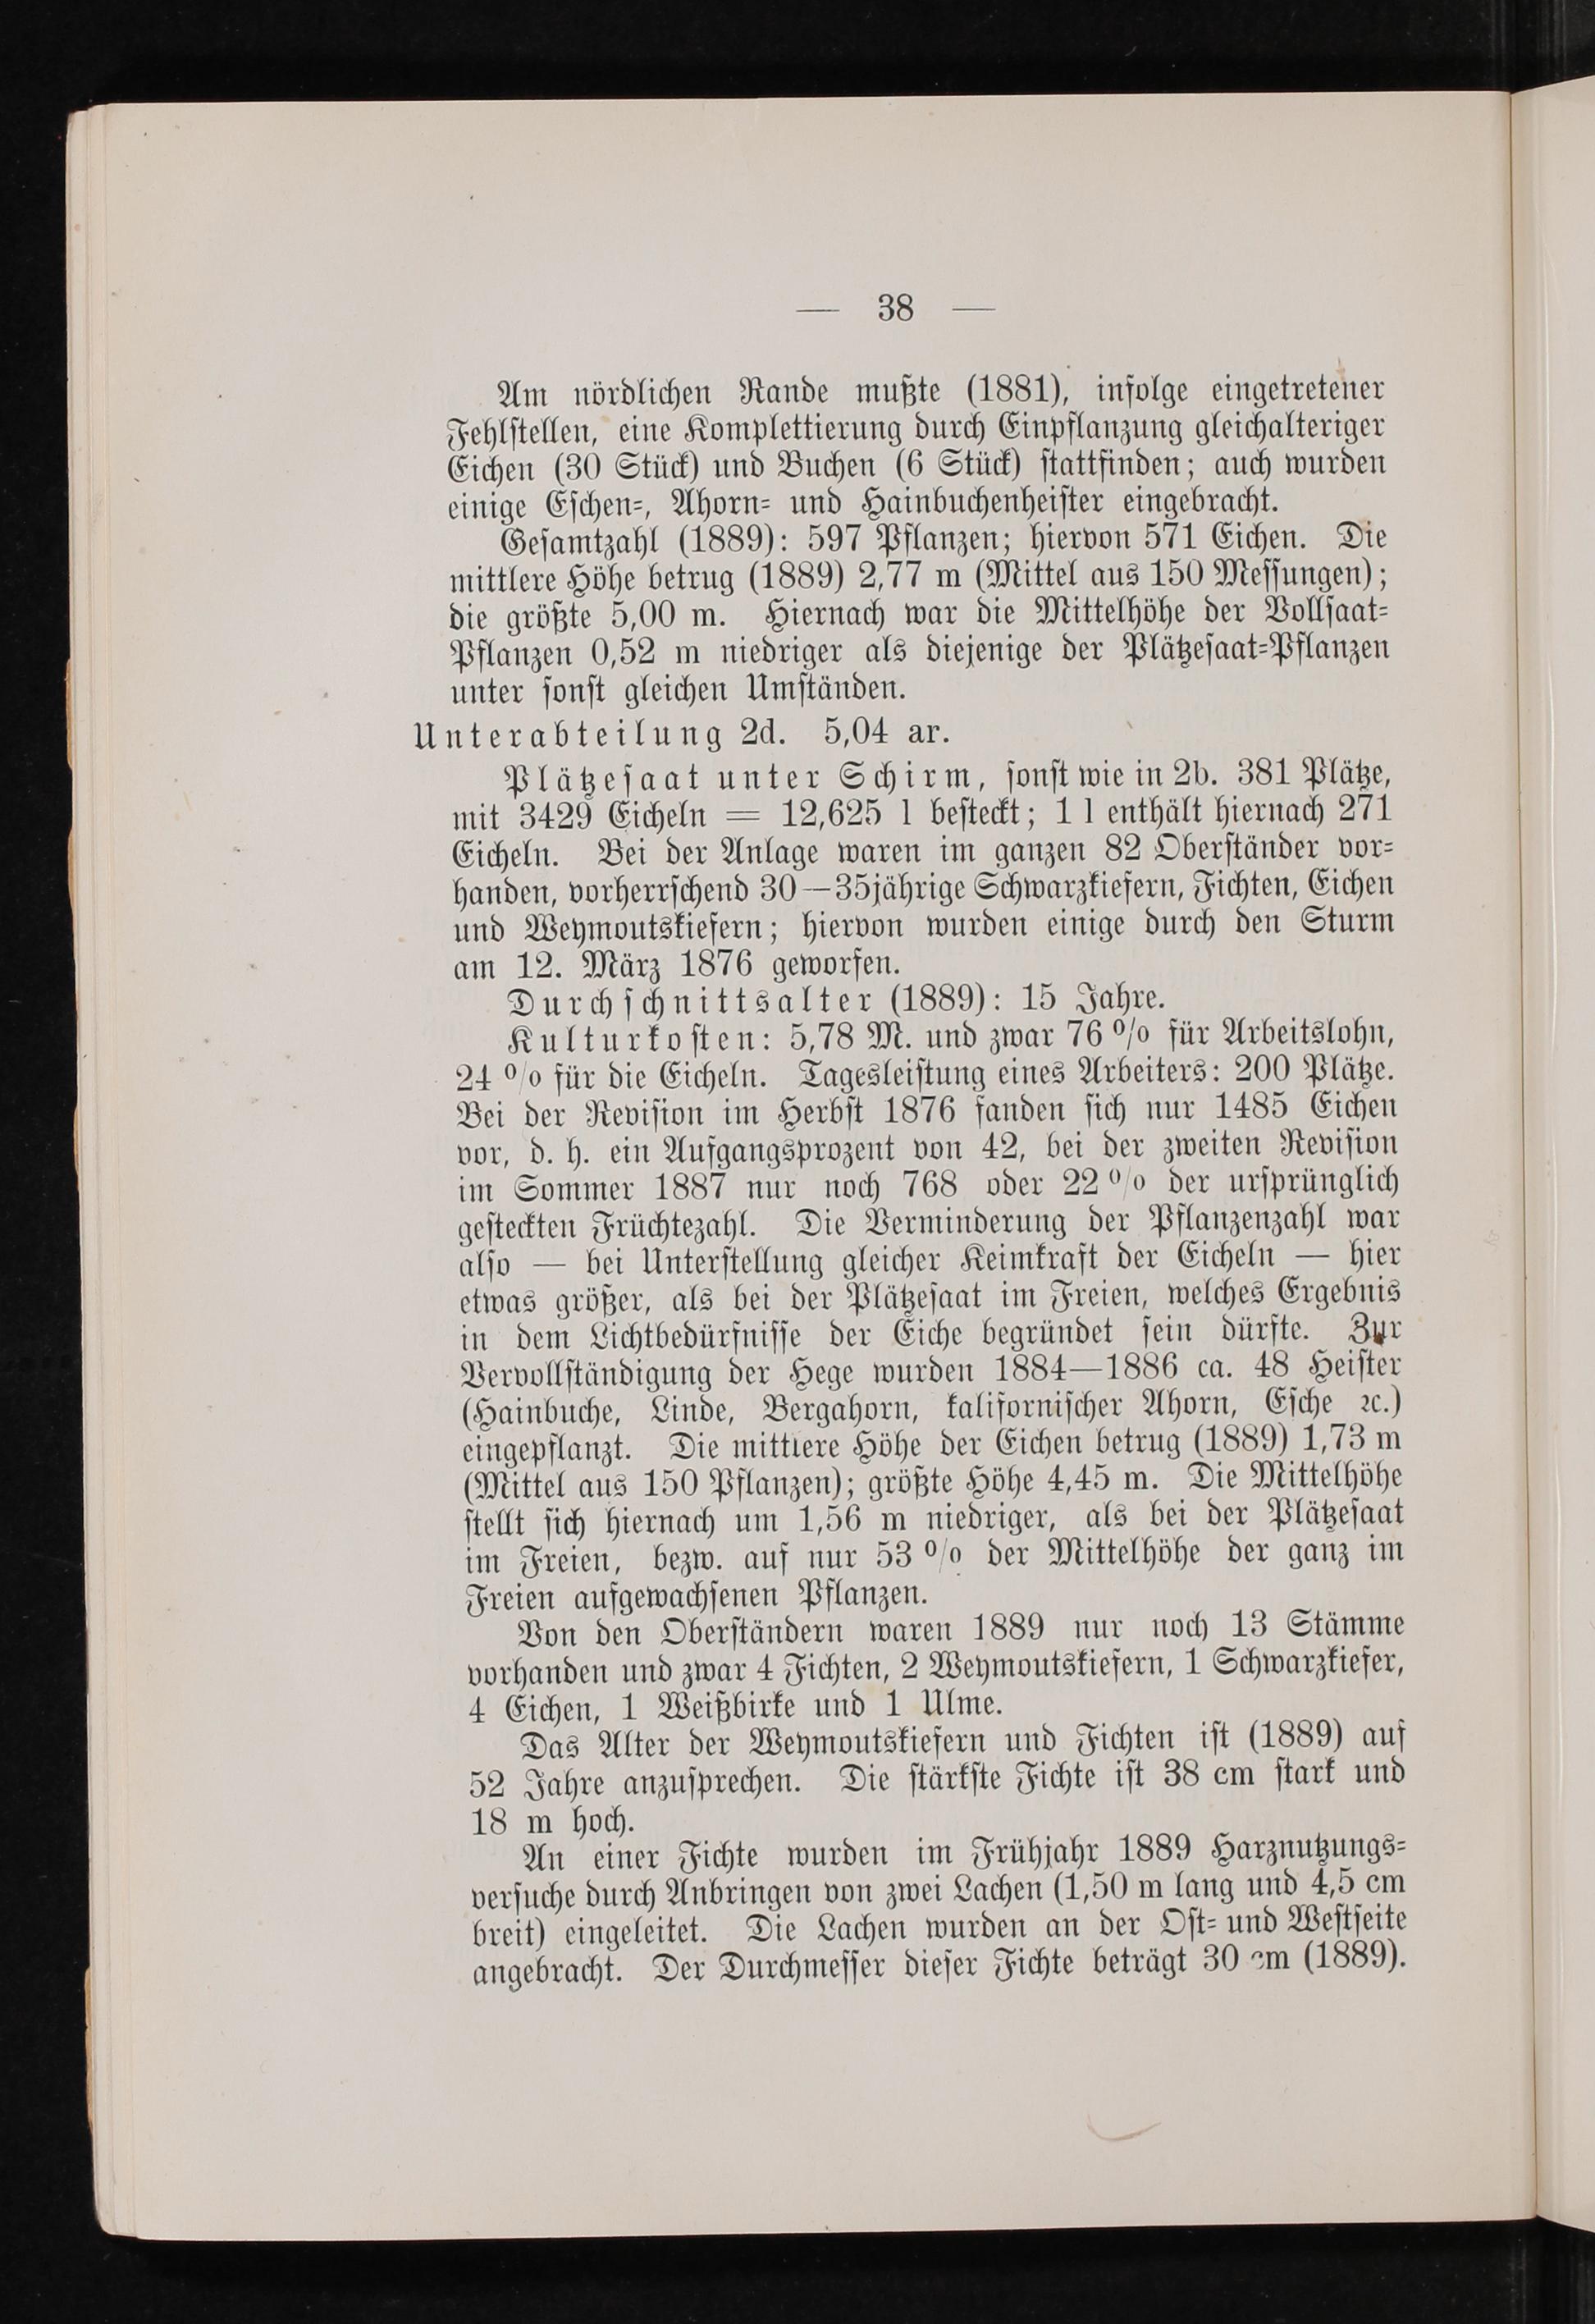 — 38 —
Am nördlichen Rande mußte (1881), infolge eingetretener
Fehlstellen, eine Komplettierung durch Einpflanzung gleichalteriger
Eichen (30 Stück) und Buchen (6 Stück) stattfinden; auch wurden
einige Eschen-, Ahorn- und Hainbuchenheister eingebracht.
Gesamtzahl (1889): 597 Pflanzen; hiervon 571 Eichen. Die
mittlere Höhe betrug (1889) 2,77 m (Mittel aus 150 Messungen);
die größte 5,00 m. Hiernach war die Mittelhöhe der Vollsaat-
Pflanzen 0,52 m niedriger als diejenige der Plätzesaat-Pflanzen
unter sonst gleichen Umständen.
Unterabteilung 2d. 5,04 ar.
Plätzesaat unter Schirm, sonst wie in 2b. 381 Plätze,
mit 3429 Eicheln = 12,625 l besteckt; 1 l enthält hiernach 271
Eicheln. Bei der Anlage waren im ganzen 82 Oberständer vor-
handen, vorherrschend 30—35jährige Schwarzkiefern, Fichten, Eichen
und Weymoutskiefern; hiervon wurden einige durch den Sturm
am 12. März 1876 geworfen.
Durchschnittsalter (1889): 15 Jahre.
Kulturkosten: 5,78 M. und zwar 76 % für Arbeitslohn,
24 % für die Eicheln. Tagesleistung eines Arbeiters: 200 Plätze.
Bei der Revision im Herbst 1876 fanden sich nur 1485 Eichen
vor, d. h. ein Aufgangsprozent von 42, bei der zweiten Revision
im Sommer 1887 nur noch 768 oder 22 % der ursprünglich
gesteckten Früchtezahl. Die Verminderung der Pflanzenzahl war
also — bei Unterstellung gleicher Keimkraft der Eicheln — hier
etwas größer, als bei der Plätzesaat im Freien, welches Ergebnis
in dem Lichtbedürfnisse der Eiche begründet sein dürfte. Zur
Vervollständigung der Hege wurden 1884—1886 ca. 48 Heister
(Hainbuche, Linde, Bergahorn, kalifornischer Ahorn, Esche ꝛc.)
eingepflanzt. Die mittlere Höhe der Eichen betrug (1889) 1,73 m
(Mittel aus 150 Pflanzen); größte Höhe 4,45 m. Die Mittelhöhe
stellt sich hiernach um 1,56 m niedriger, als bei der Plätzesaat
im Freien, bezw. auf nur 53 % der Mittelhöhe der ganz im
Freien aufgewachsenen Pflanzen.
Von den Oberständern waren 1889 nur noch 13 Stämme
vorhanden und zwar 4 Fichten, 2 Weymoutskiefern, 1 Schwarzkiefer,
4 Eichen, 1 Weißbirke und 1 Ulme.
Das Alter der Weymoutskiefern und Fichten ist (1889) auf
52 Jahre anzusprechen. Die stärkste Fichte ist 38 cm stark und
18 m hoch.
An einer Fichte wurden im Frühjahr 1889 Harznutzungs-
versuche durch Anbringen von zwei Lachen (1,50 m lang und 4,5 cm
breit) eingeleitet. Die Lachen wurden an der Ost- und Westseite
angebracht. Der Durchmesser dieser Fichte beträgt 30 cm (1889).